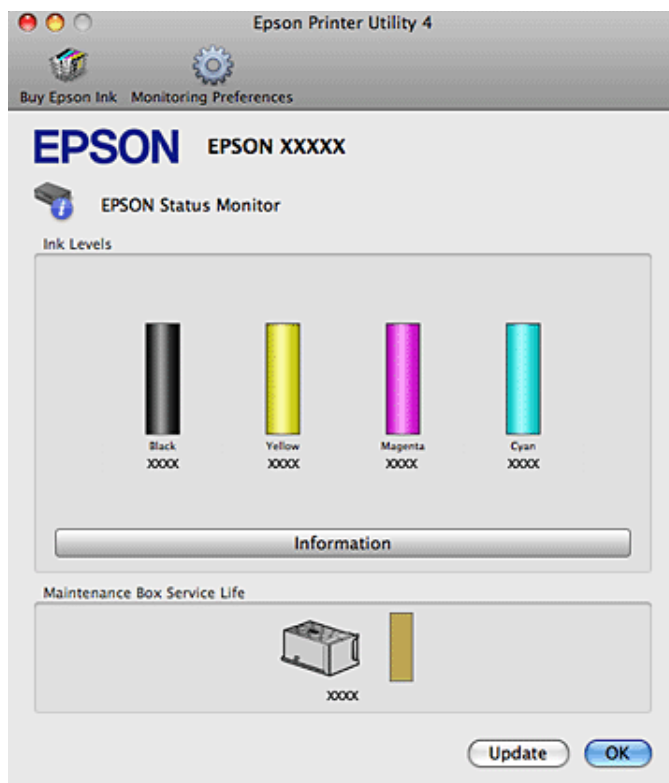 Epson Printer Utility 4
Buy Epson Ink Monitoring Preferences
EPSON EPSON XXXXX
EPSON Status Monitor
Ink Levels
Black Yellow Magenta Cyan
XXXX XXXX XXXX XXXX
Information
Maintenance Box Service Life
XXXX
Update OK